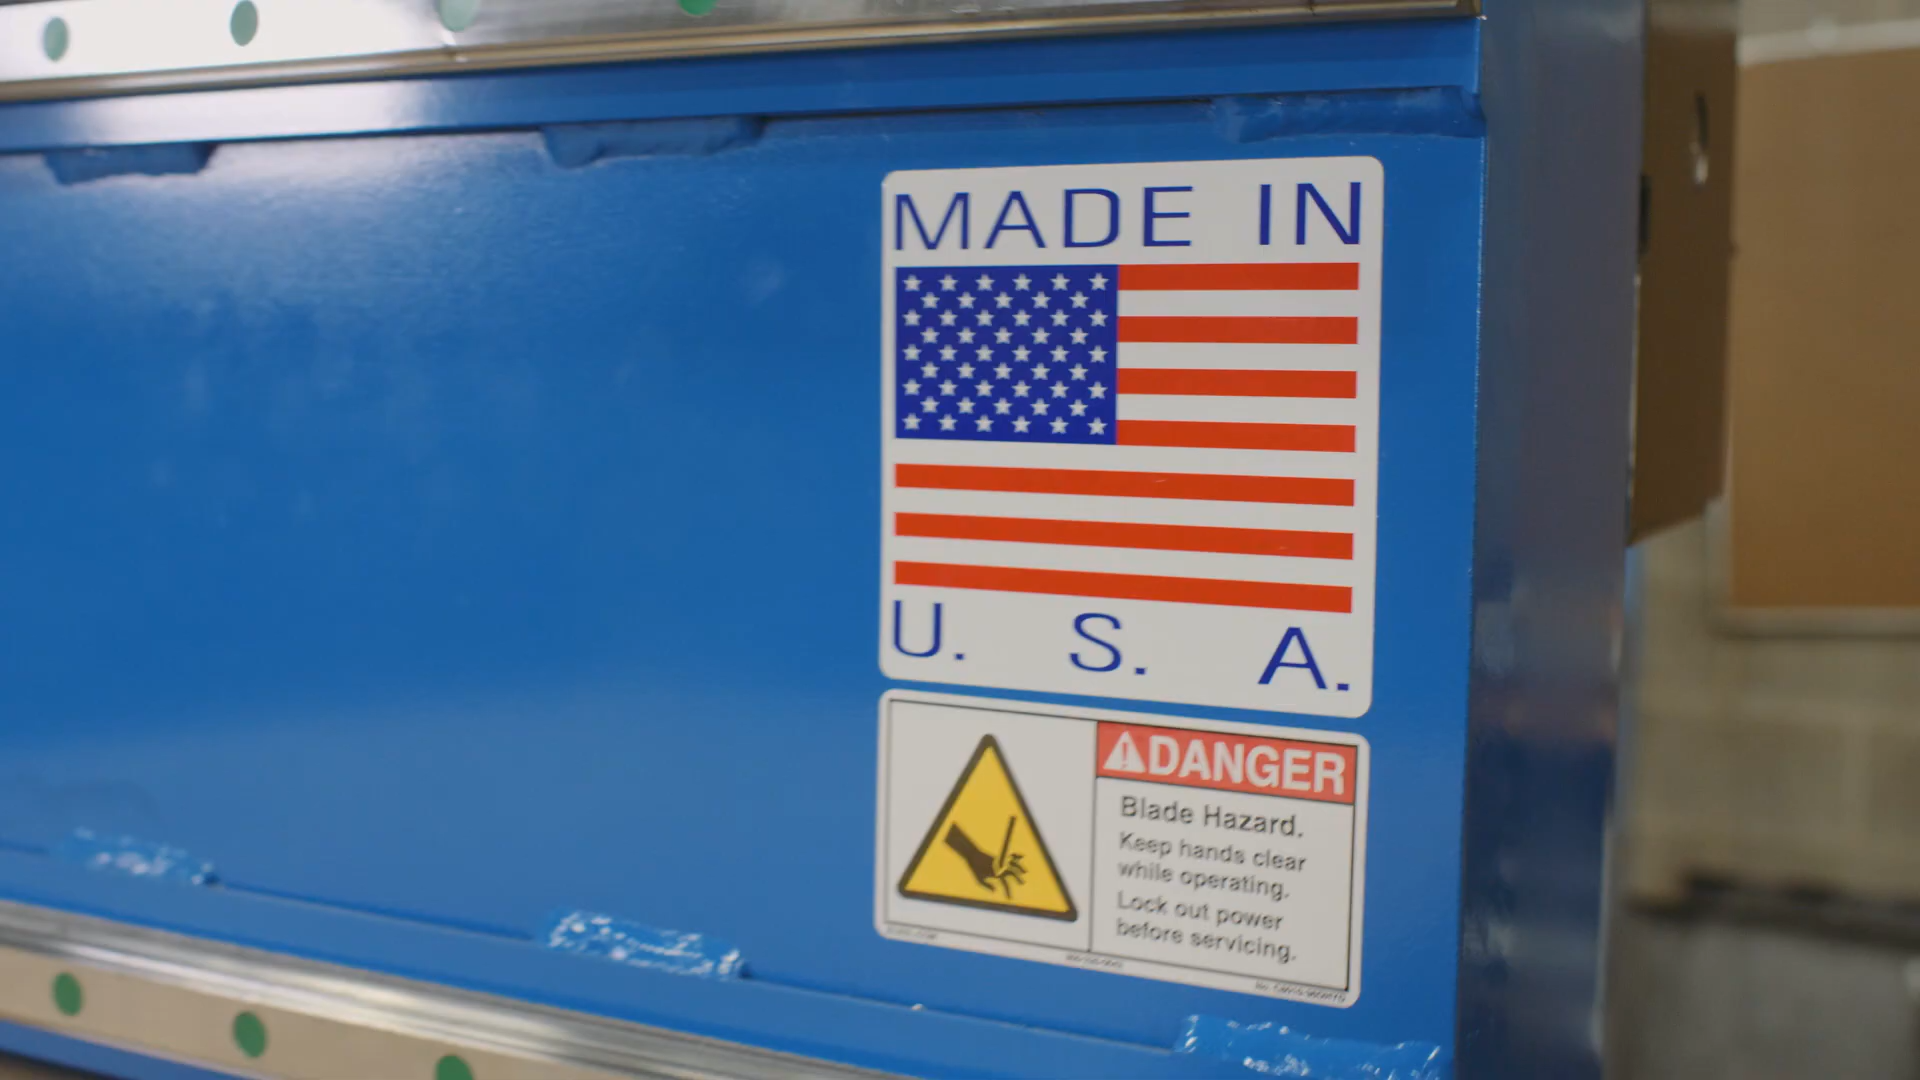 MADE IN
U. S. A.
DANGER
Blade Hazard.
Keep hands clear
while operating.
Lock out power
before servicing.